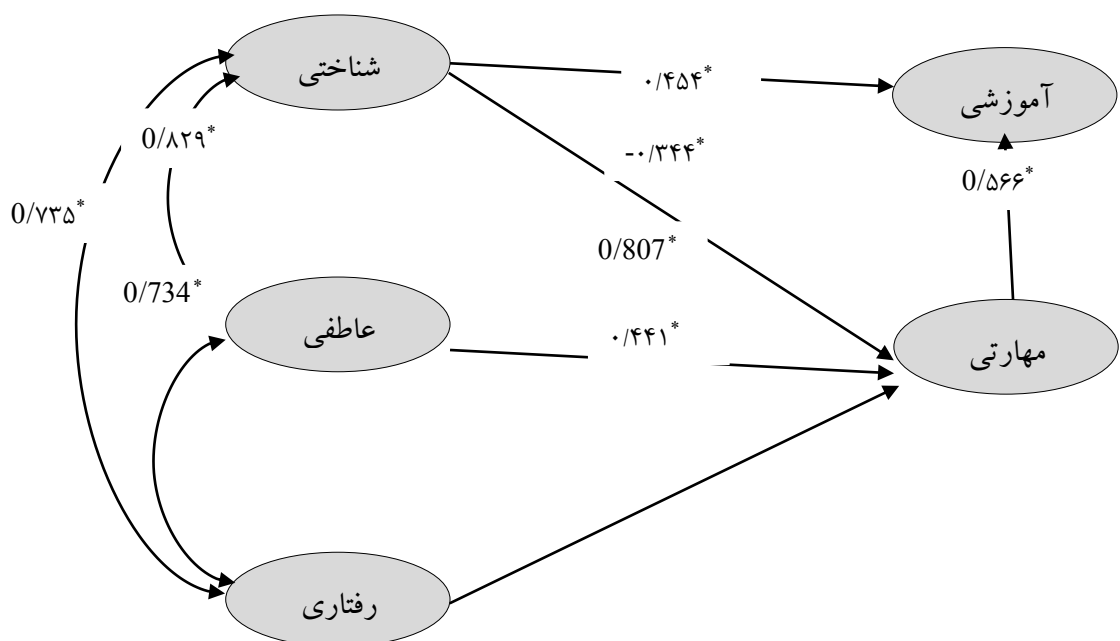 شناختی
آموزشی
۰/۴۵۴*
0/۸۲۹*
-۰/۳۴۴*
0/۵۶۶*
0/۷۳۵*
0/807*
0/734*
عاطفی
۰/۴۴۱*
مهارتی
رفتاری